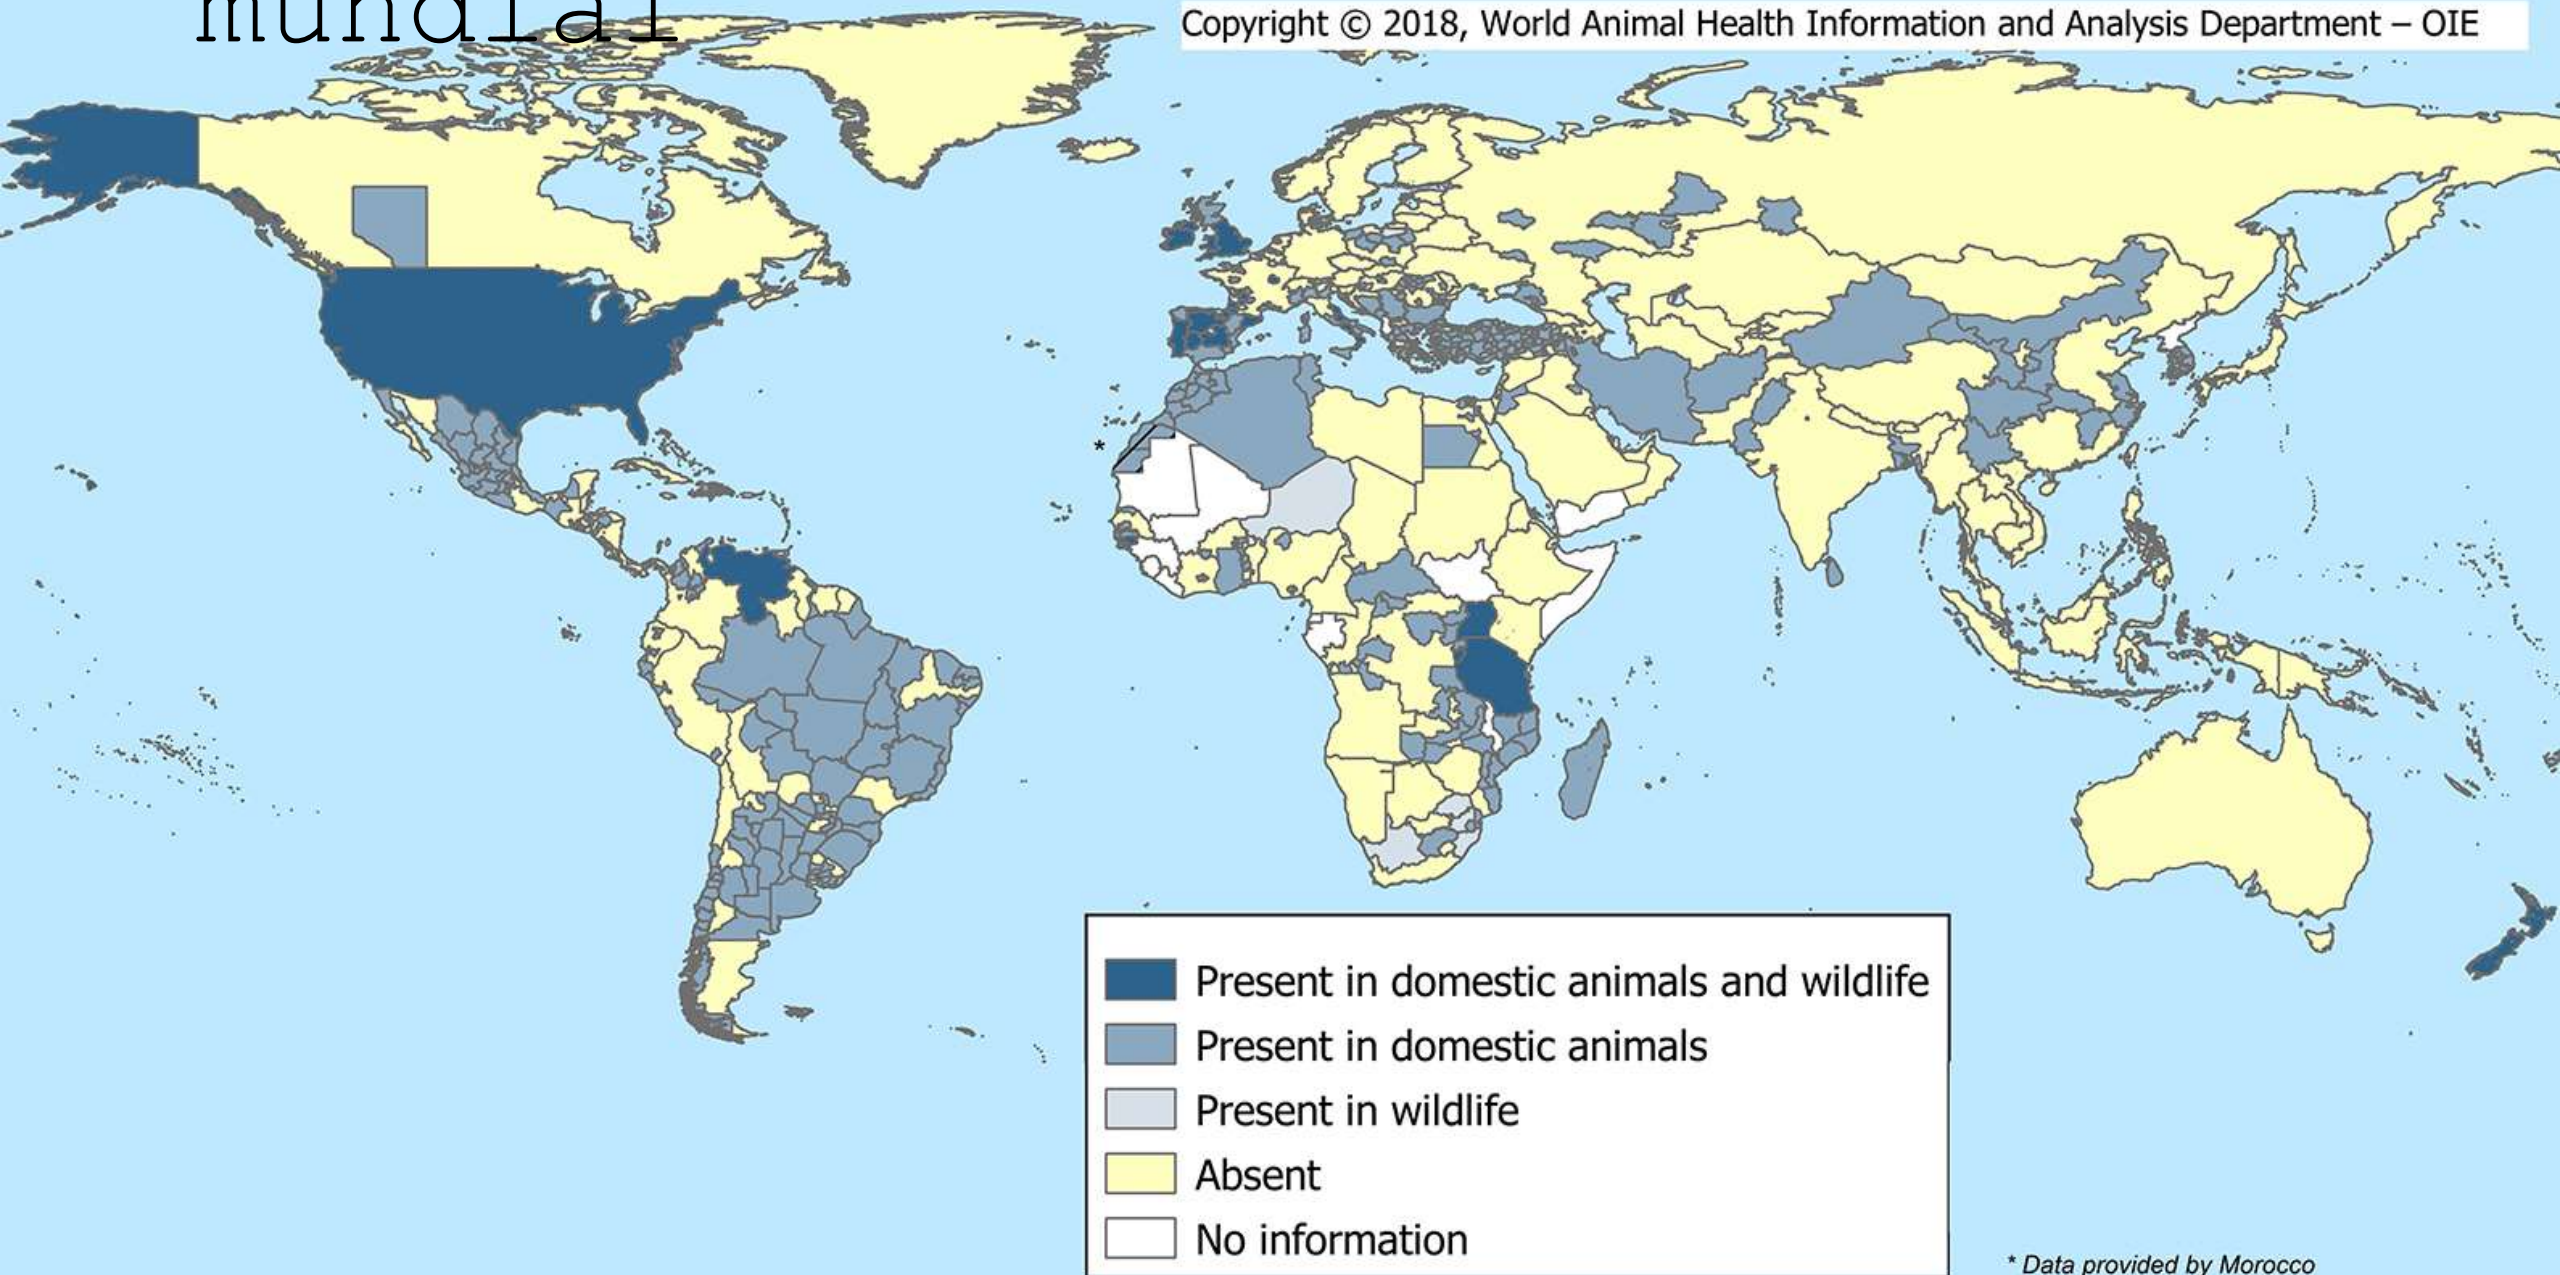 mundial
Copyright © 2018, World Animal Health Information and Analysis Department – OIE
*
Present in domestic animals and wildlife
Present in domestic animals
Present in wildlife
Absent
No information
* Data provided by Morocco